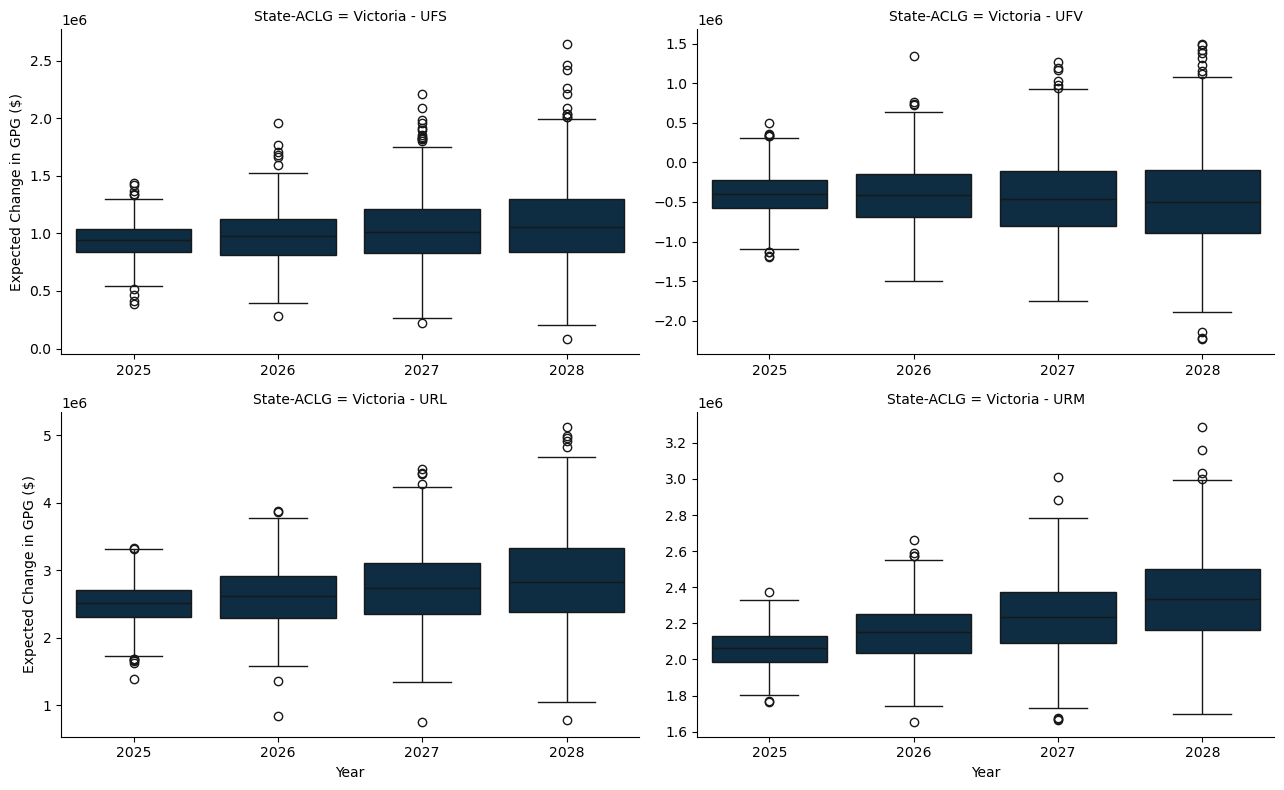 State-ACLG = Victoria - UFS
1e6
Expected Change in GPG ($)
2.5
2.0
1.5
1.0
0.5
0.0
2025 2026 2027 2028
State-ACLG = Victoria - UFV
1e6
1.5
1.0
0.5
0.0
−0.5
−1.0
−1.5
−2.0
2025 2026 2027 2028
State-ACLG = Victoria - URL
1e6
Expected Change in GPG ($)
5
4
3
2
1
2025 2026 2027 2028
Year
State-ACLG = Victoria - URM
1e6
3.2
3.0
2.8
2.6
2.4
2.2
2.0
1.8
1.6
2025 2026 2027 2028
Year